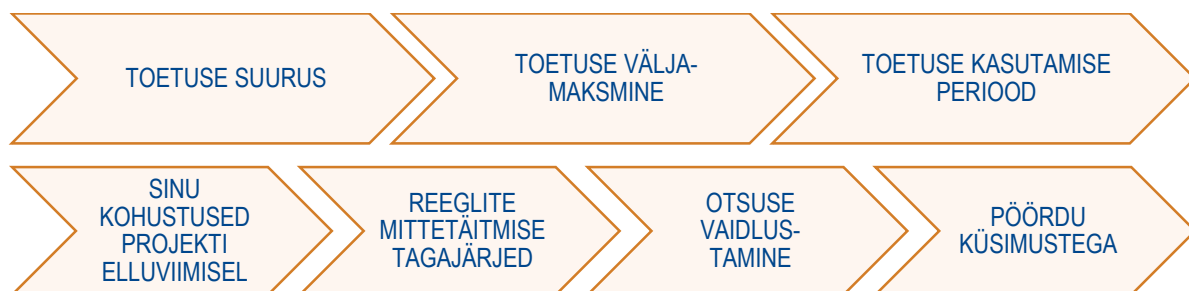 TOETUSE SUURUS
TOETUSE VÄLJA-
MAKSMINE
TOETUSE KASUTAMISE
PERIOOD
SINU
KOHUSTUSED
PROJEKTI
ELLUVIIMISEL
REEGLITE
MITTETÄITMISE
TAGAJÄRJED
OTSUSE
VAIDLUS-
TAMINE
PÖÖRDU
KÜSIMUSTEGA